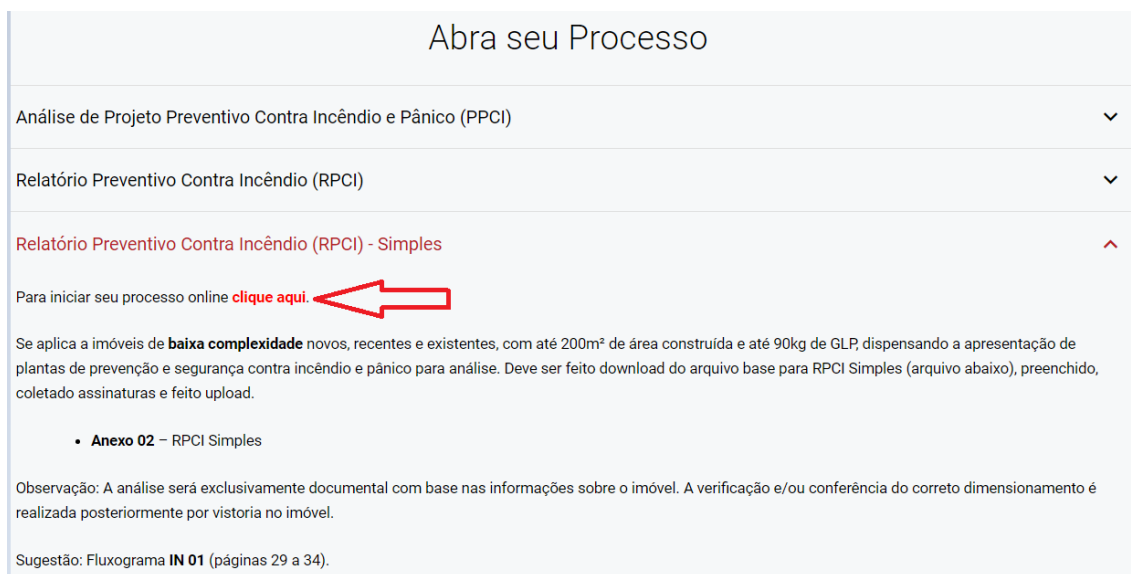 Abra seu Processo
Análise de Projeto Preventivo Contra Incêndio e Pânico (PPCI)
Relatório Preventivo Contra Incêndio (RPCI)
Relatório Preventivo Contra Incêndio (RPCI) - Simples
Para iniciar seu processo online clique aqui.
Se aplica a imóveis de baixa complexidade novos, recentes e existentes, com até 200m² de área construída e até 90kg de GLP, dispensando a apresentação de
plantas de prevenção e segurança contra incêndio e pânico para análise. Deve ser feito download do arquivo base para RPCI Simples (arquivo abaixo), preenchido,
coletado assinaturas e feito upload.
• Anexo 02 – RPCI Simples
Observação: A análise será exclusivamente documental com base nas informações sobre o imóvel. A verificação e/ou conferência do correto dimensionamento é
realizada posteriormente por vistoria no imóvel.
Sugestão: Fluxograma IN 01 (páginas 29 a 34).